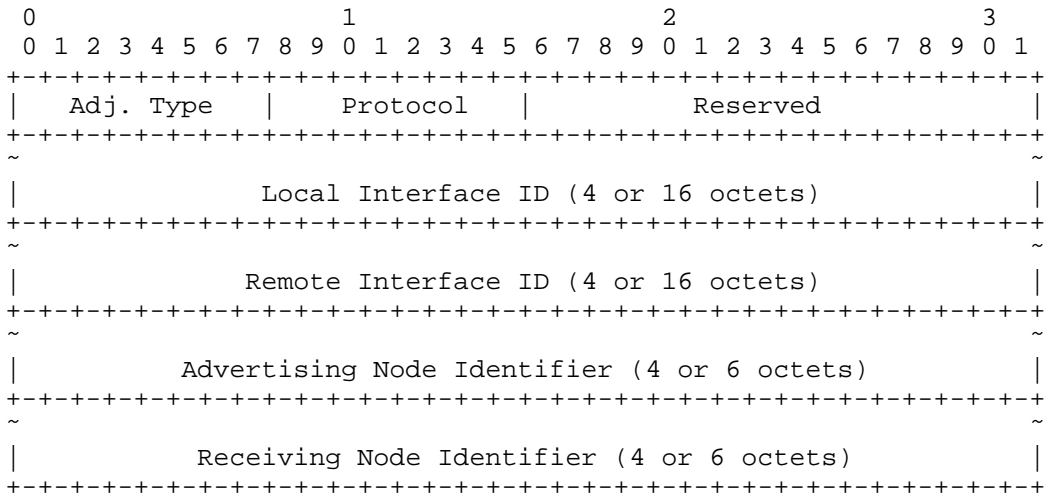 0                   1                   2                   3
 0 1 2 3 4 5 6 7 8 9 0 1 2 3 4 5 6 7 8 9 0 1 2 3 4 5 6 7 8 9 0 1
+-+-+-+-+-+-+-+-+-+-+-+-+-+-+-+-+-+-+-+-+-+-+-+-+-+-+-+-+-+-+-+-+
|   Adj. Type   |    Protocol   |          Reserved             |
+-+-+-+-+-+-+-+-+-+-+-+-+-+-+-+-+-+-+-+-+-+-+-+-+-+-+-+-+-+-+-+-+
~                                                               ~
|               Local Interface ID (4 or 16 octets)             |
+-+-+-+-+-+-+-+-+-+-+-+-+-+-+-+-+-+-+-+-+-+-+-+-+-+-+-+-+-+-+-+-+
~                                                               ~
|              Remote Interface ID (4 or 16 octets)             |
+-+-+-+-+-+-+-+-+-+-+-+-+-+-+-+-+-+-+-+-+-+-+-+-+-+-+-+-+-+-+-+-+
~                                                               ~
|          Advertising Node Identifier (4 or 6 octets)          |
+-+-+-+-+-+-+-+-+-+-+-+-+-+-+-+-+-+-+-+-+-+-+-+-+-+-+-+-+-+-+-+-+
~                                                               ~
|           Receiving Node Identifier (4 or 6 octets)           |
+-+-+-+-+-+-+-+-+-+-+-+-+-+-+-+-+-+-+-+-+-+-+-+-+-+-+-+-+-+-+-+-+